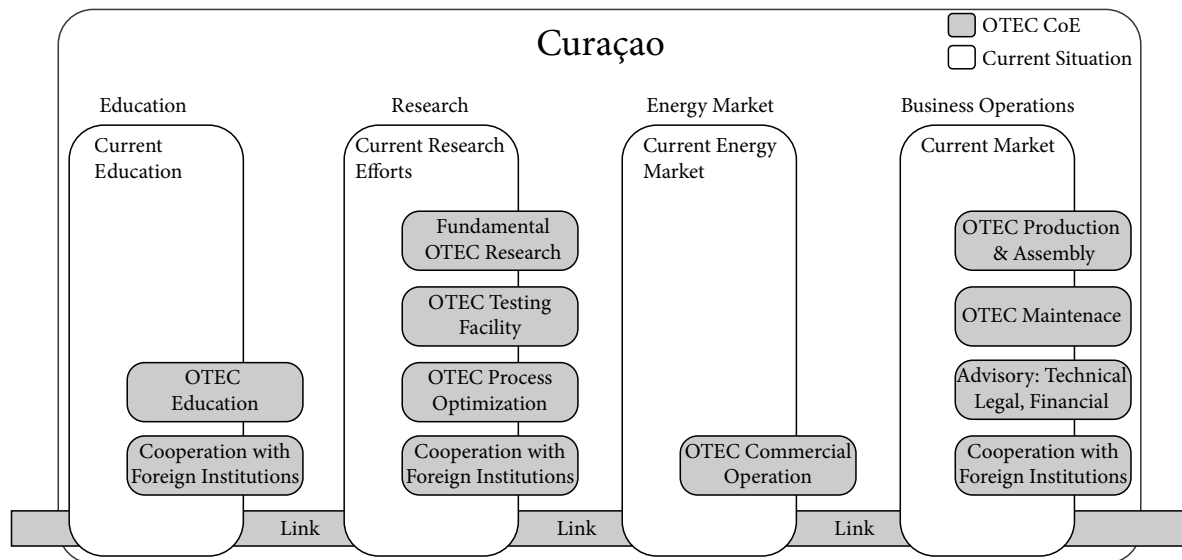 Curaçao
OTEC CoE
Current Situation
Education
Current
Education
OTEC
Education
Cooperation with
Foreign Institutions
Research
Current Research
Efforts
Fundamental
OTEC Research
OTEC Testing
Facility
OTEC Process
Optimization
Cooperation with
Foreign Institutions
Energy Market
Current Energy
Market
OTEC Commercial
Operation
Business Operations
Current Market
OTEC Production
& Assembly
OTEC Maintenace
Advisory: Technical
Legal, Financial
Cooperation with
Foreign Institutions
Link
Link
Link